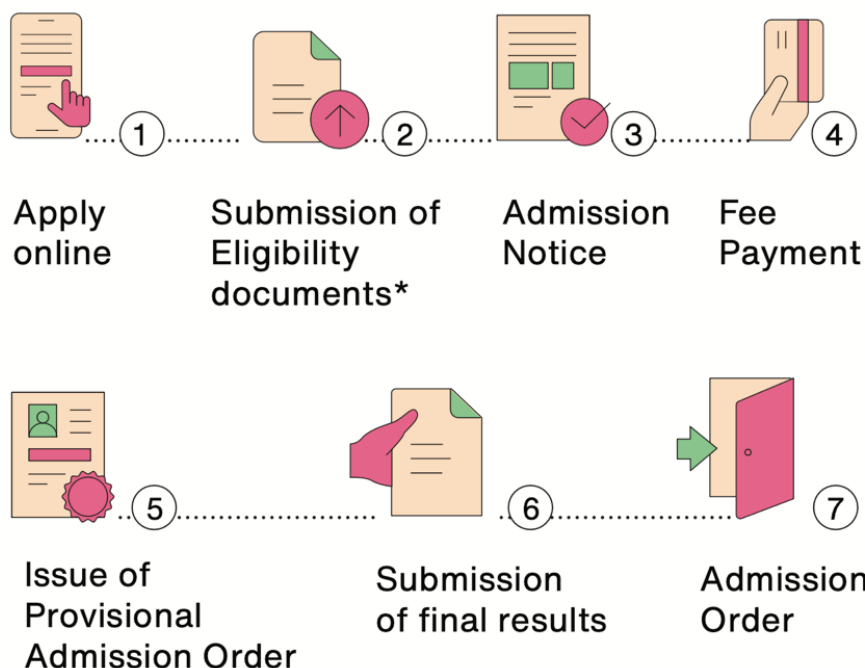 1
2
3
4
Apply
online
Submission of
Eligibility
documents*
Admission
Notice
Fee
Payment
5
6
7
Issue of
Provisional
Admission Order
Submission
of final results
Admission
Order